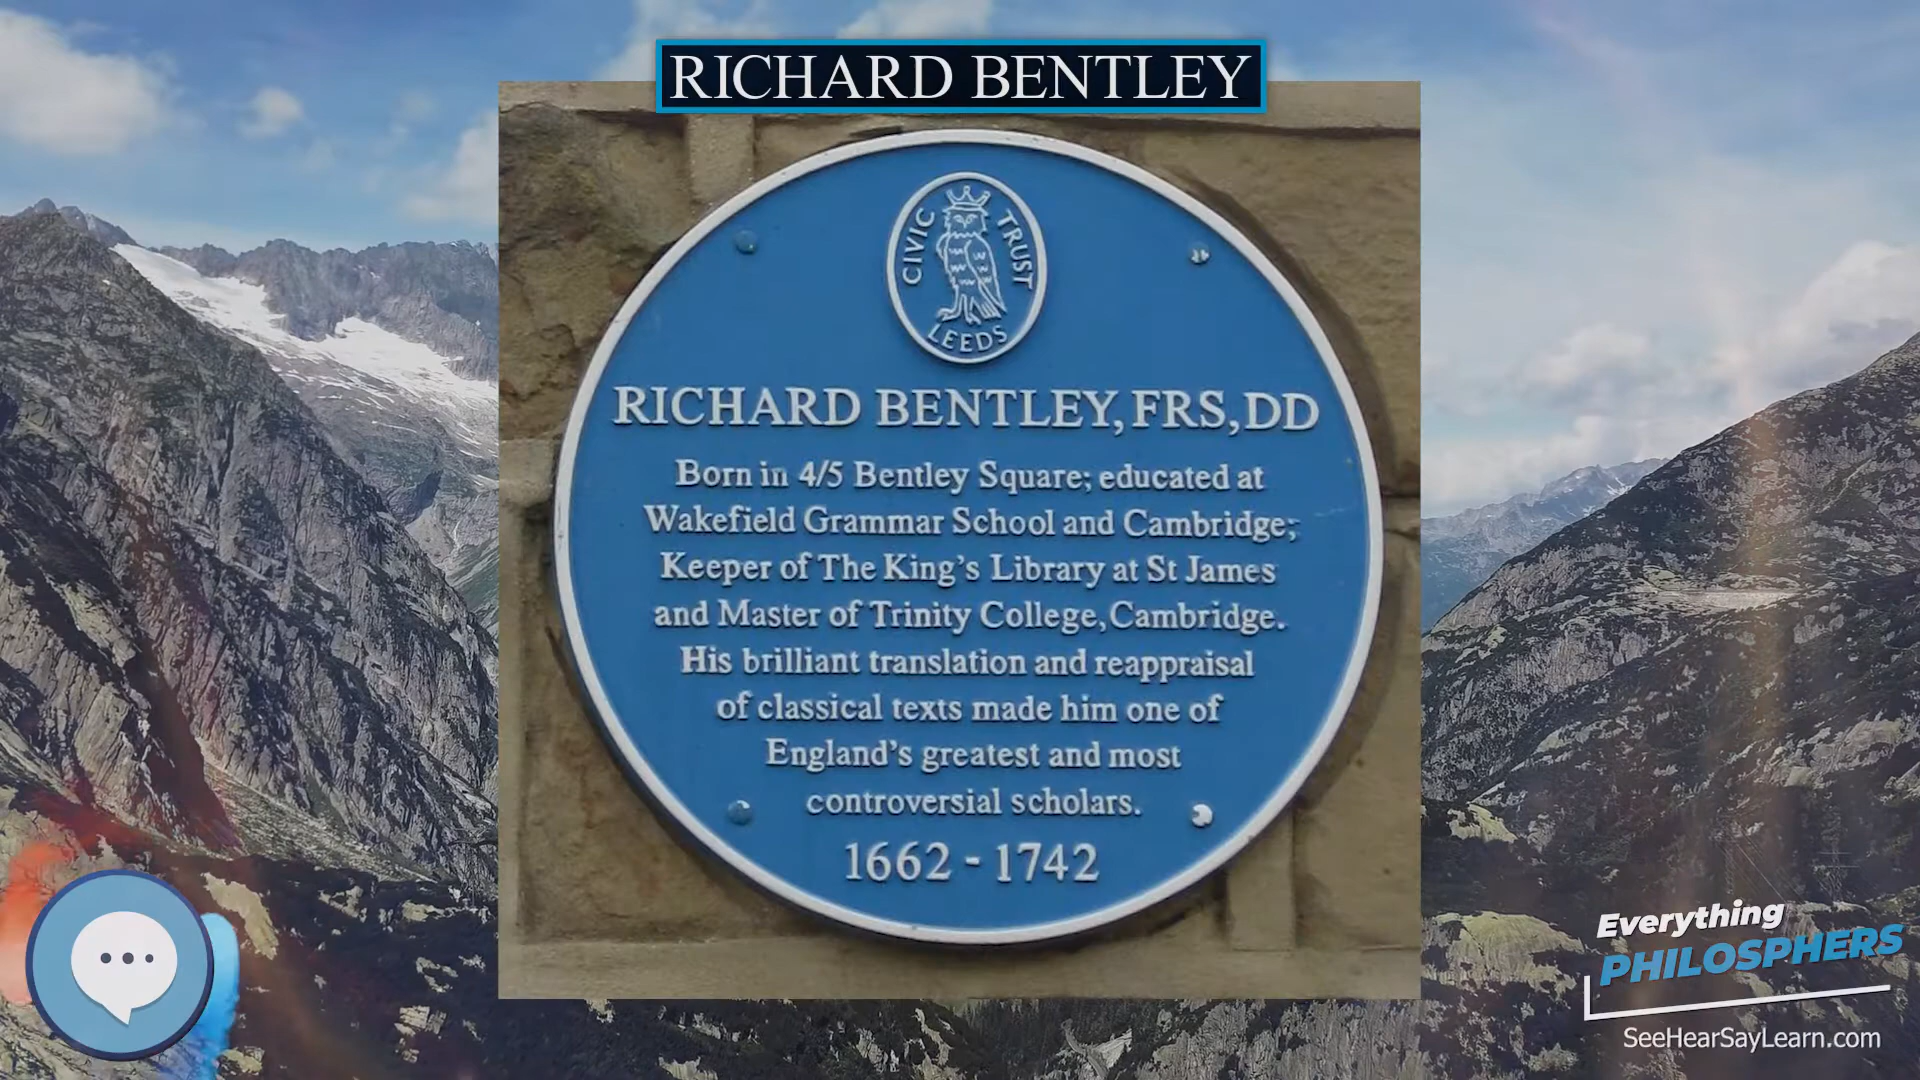 RICHARD BENTLEY
CIVIC TRUST
LEEDS
RICHARD BENTLEY, FRS, DD
Born in 4/5 Bentley Square; educated at
Wakefield Grammar School and Cambridge;
Keeper of The King's Library at St James
and Master of Trinity College, Cambridge.
His brilliant translation and reappraisal
of classical texts made him one of
England's greatest and most
controversial scholars.
1662 - 1742
Everything
PHILOSPHERS
SeeHearSayLearn.com